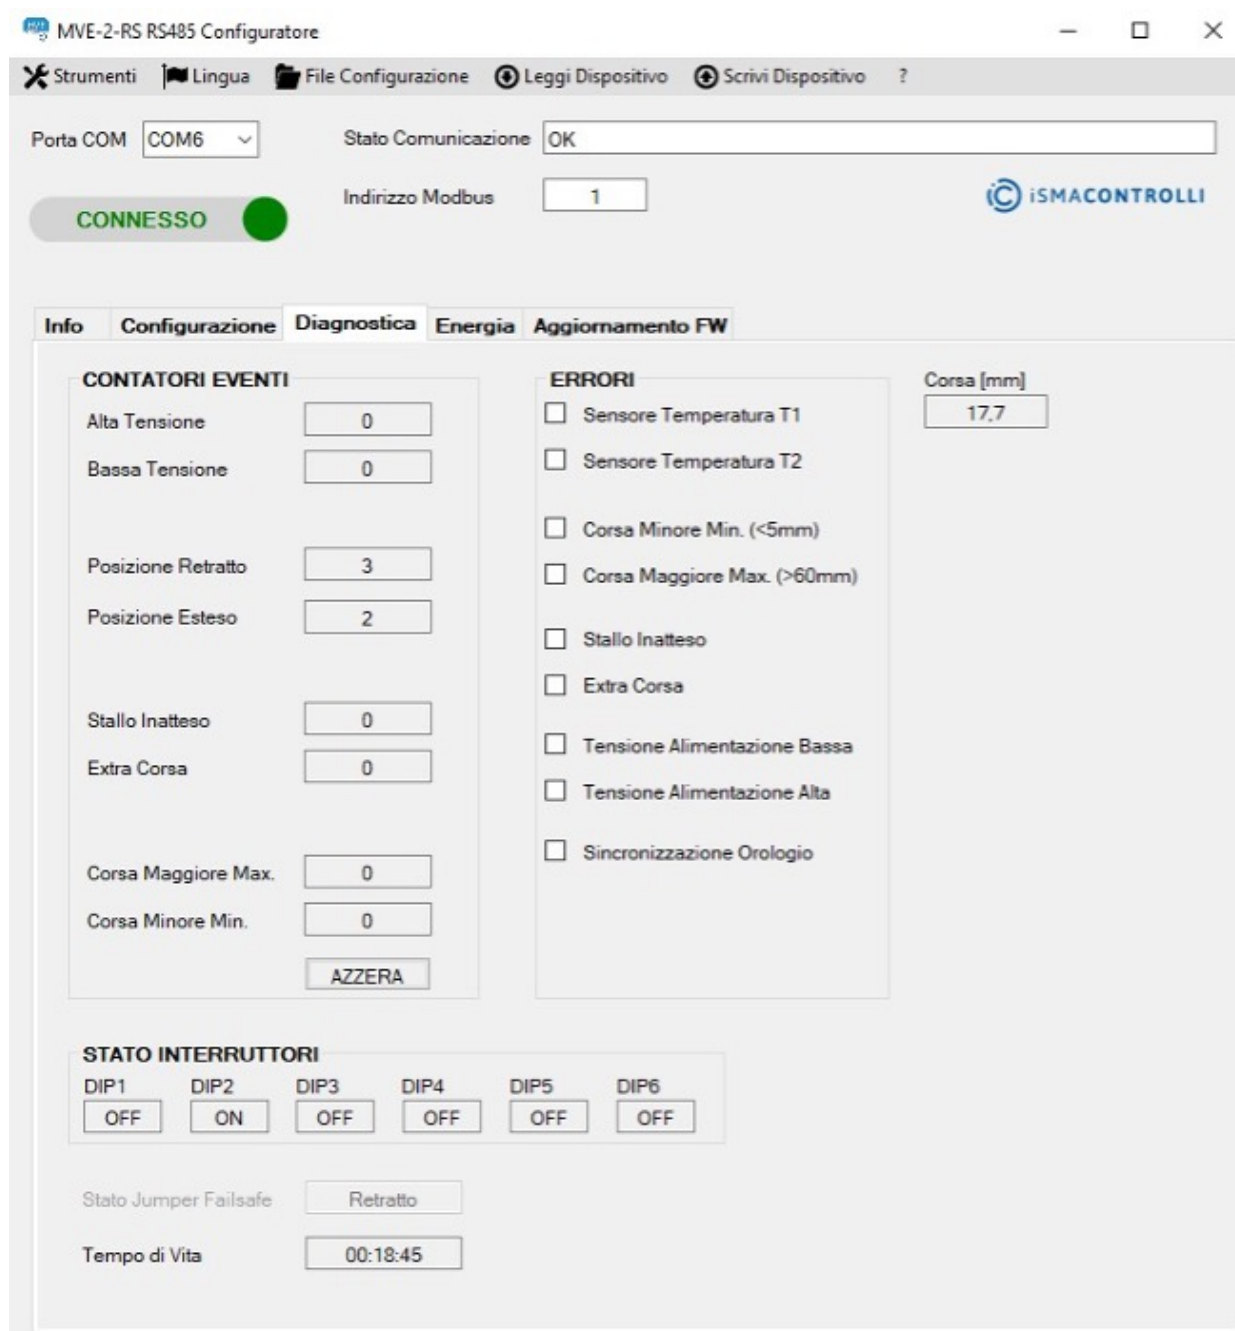 MVE-2-RS RS485 Configuratore
Strumenti Lingua File Configurazione Leggi Dispositivo Scrivi Dispositivo ?
Porta COM COM6 Stato Comunicazione OK
Indirizzo Modbus 1
iSMACONTROLLI
CONNESSO
Info Configurazione Diagnostica Energia Aggiornamento FW
CONTATORI EVENTI
Alta Tensione 0
Bassa Tensione 0
Posizione Retratto 3
Posizione Esteso 2
Stallo Inatteso 0
Extra Corsa 0
Corsa Maggiore Max. 0
Corsa Minore Min. 0
AZZERA
ERRORI
Sensore Temperatura T1
Sensore Temperatura T2
Corsa Minore Min. (<5mm)
Corsa Maggiore Max. (>60mm)
Stallo Inatteso
Extra Corsa
Tensione Alimentazione Bassa
Tensione Alimentazione Alta
Sincronizzazione Orologio
Corsa [mm]
17,7
STATO INTERRUTTORI
DIP1 DIP2 DIP3 DIP4 DIP5 DIP6
OFF ON OFF OFF OFF OFF
Stato Jumper Failsafe Retratto
Tempo di Vita 00:18:45